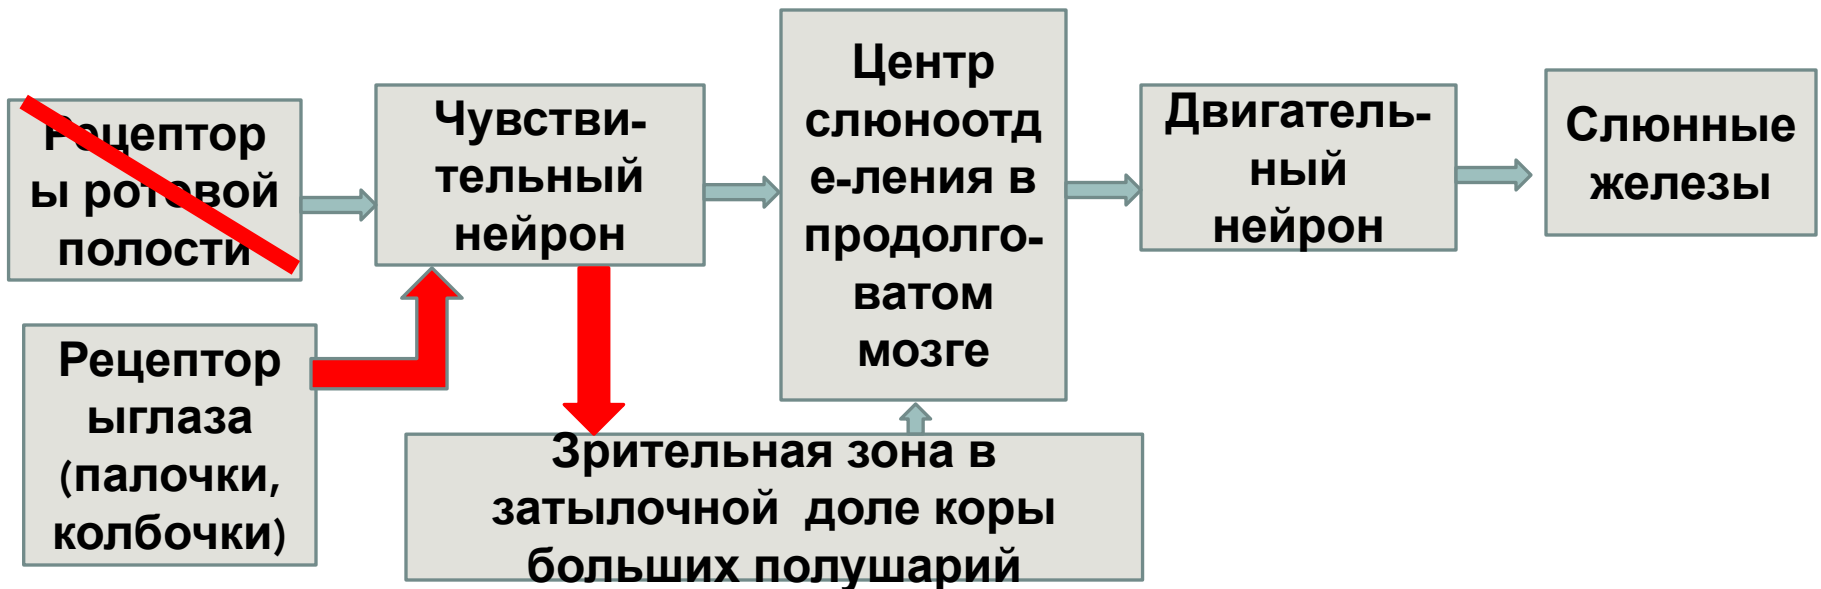 Рецептор
ы ротовой
полости
Чувстви-
тельный
нейрон
Центр
слюноотд
е-ления в
продолго-
ватом
мозге
Двигатель-
ный
нейрон
Слюнные
железы
Рецептор
ыглаза
(палочки,
колбочки)
Зрительная зона в
затылочной доле коры
больших полушарий